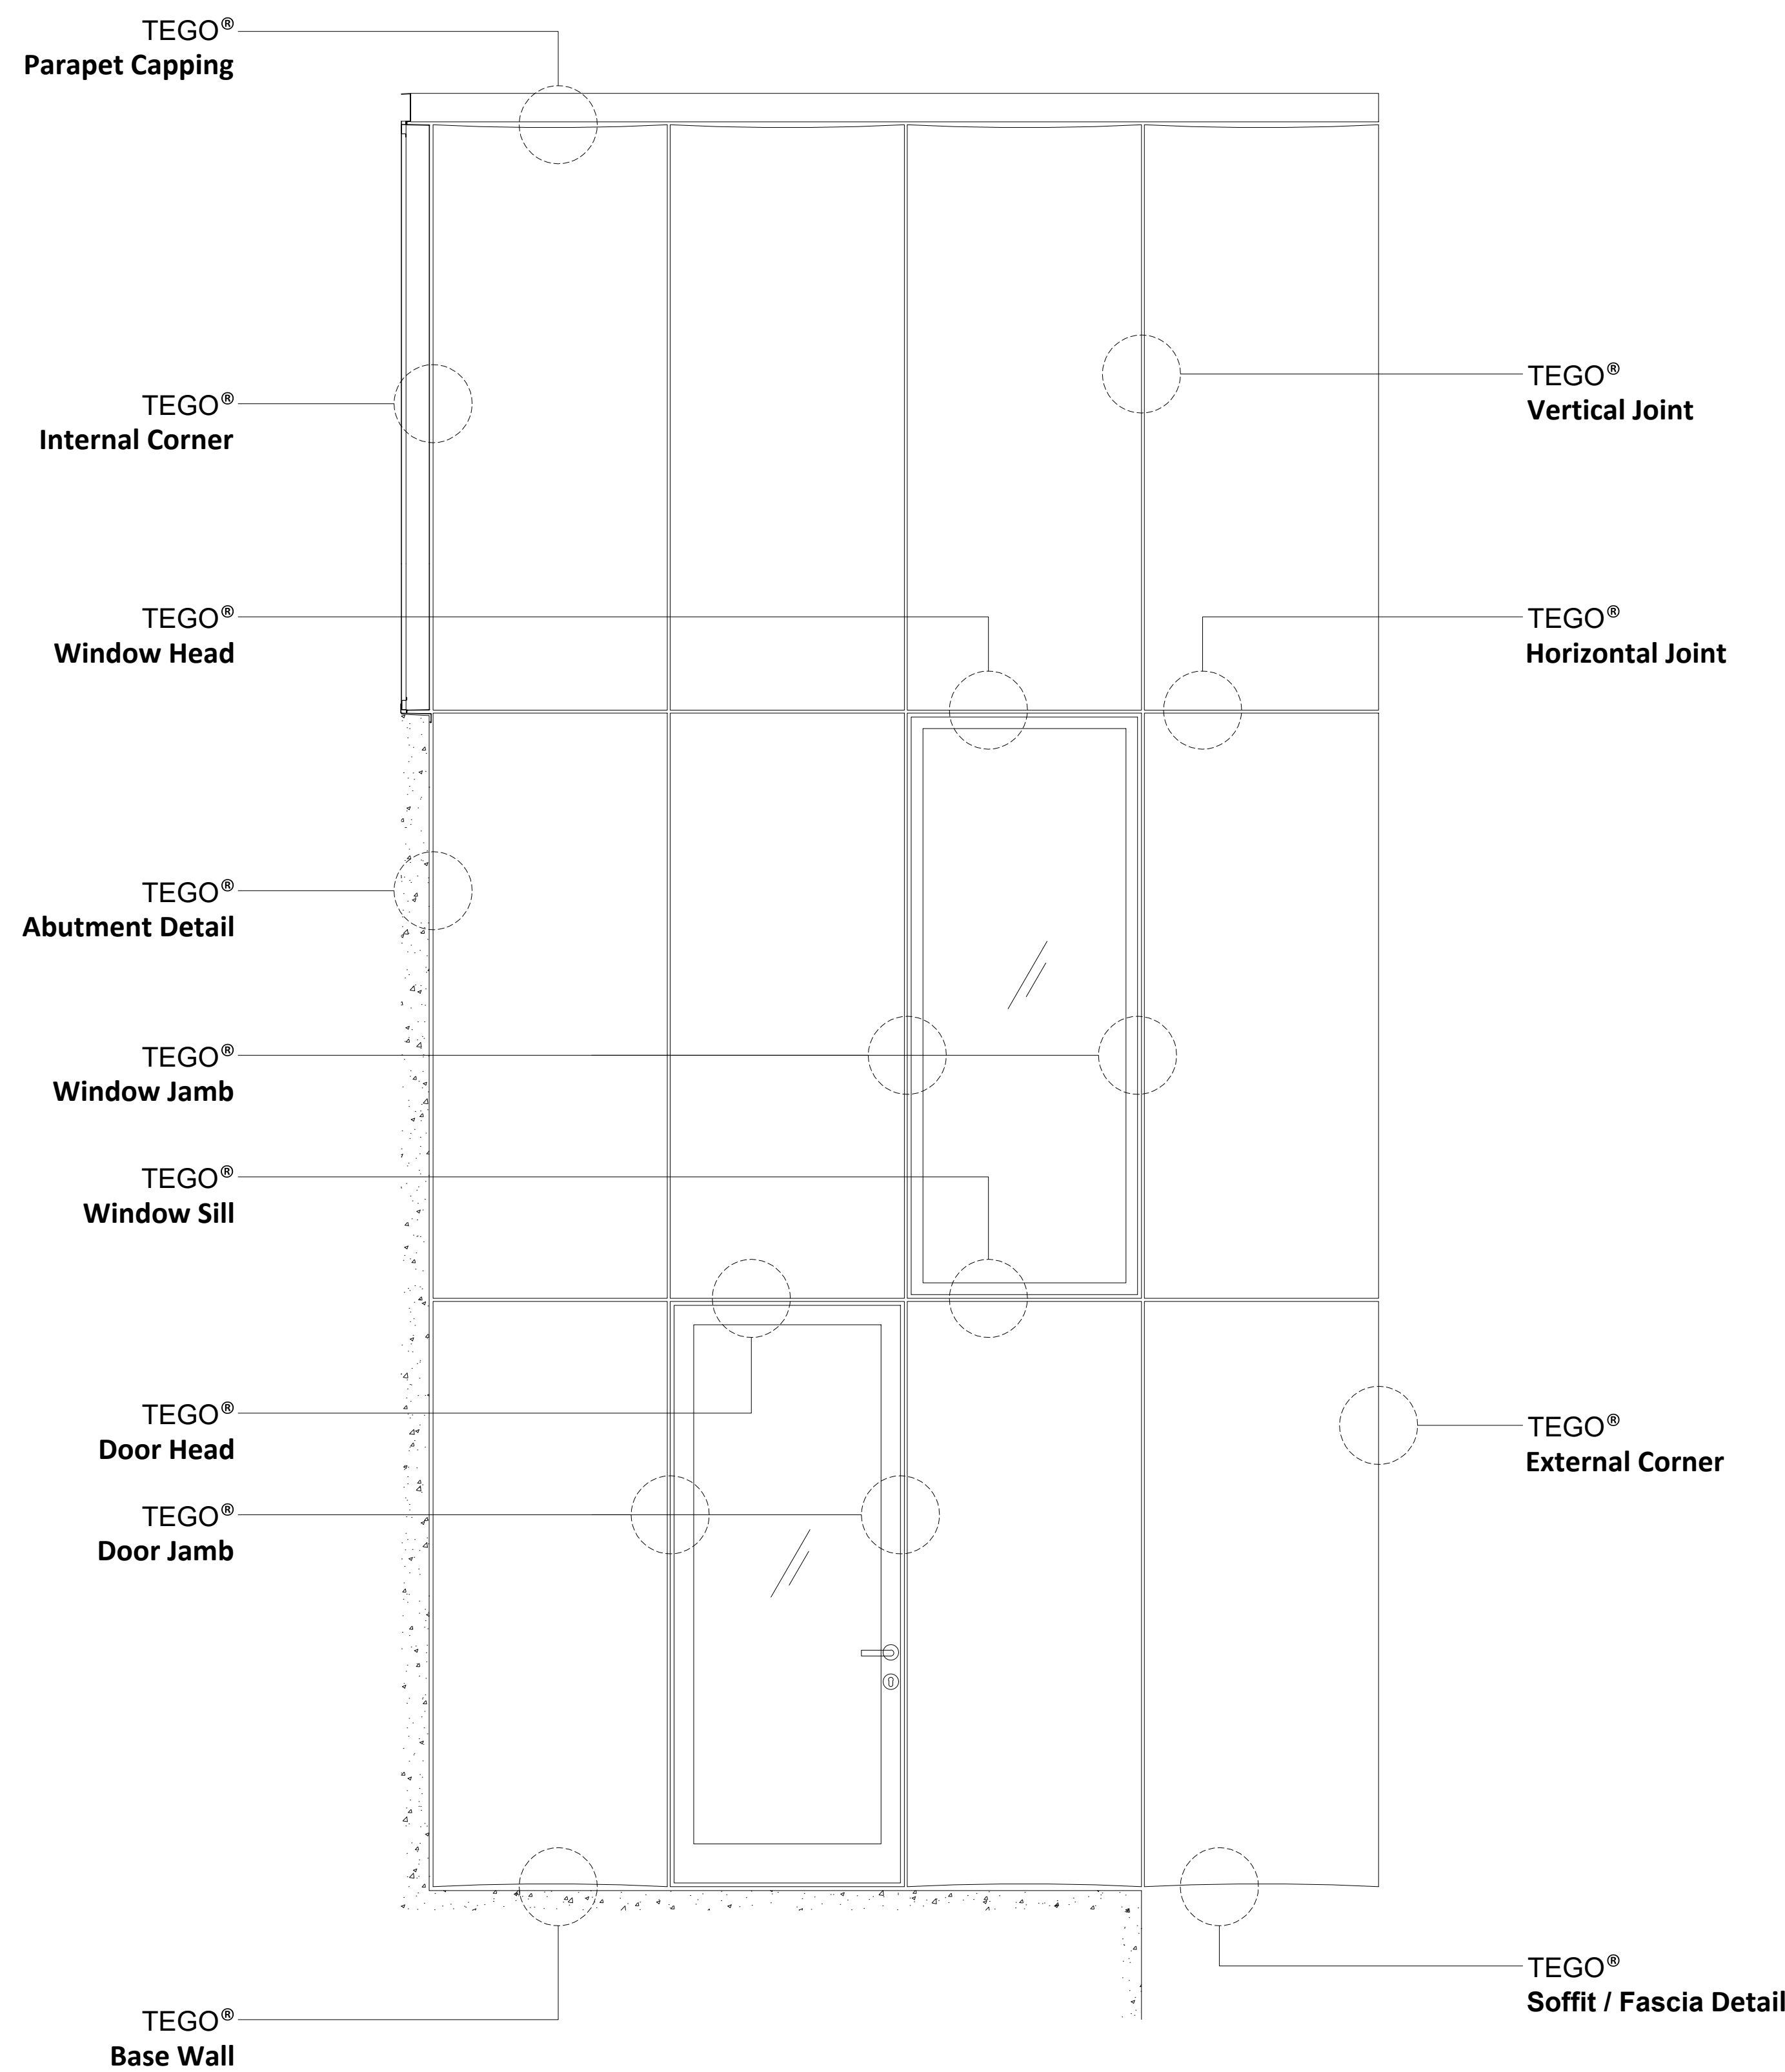 TEGO®
Parapet Capping
TEGO®
Internal Corner
TEGO®
Vertical Joint
TEGO®
Window Head
TEGO®
Horizontal Joint
TEGO®
Abutment Detail
TEGO®
Window Jamb
TEGO®
Window Sill
TEGO®
Door Head
TEGO®
External Corner
TEGO®
Door Jamb
TEGO®
Soffit / Fascia Detail
TEGO®
Base Wall